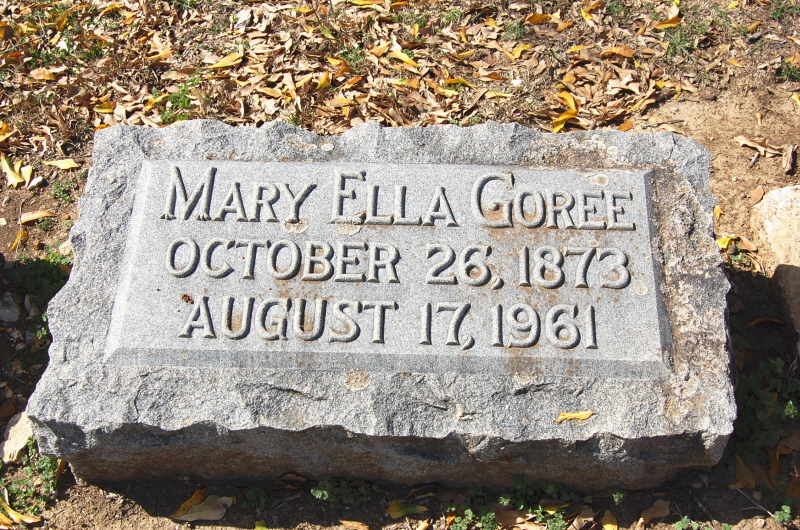 MARY ELLA GOREE
OCTOBER 26, 1873
AUGUST 17, 1961